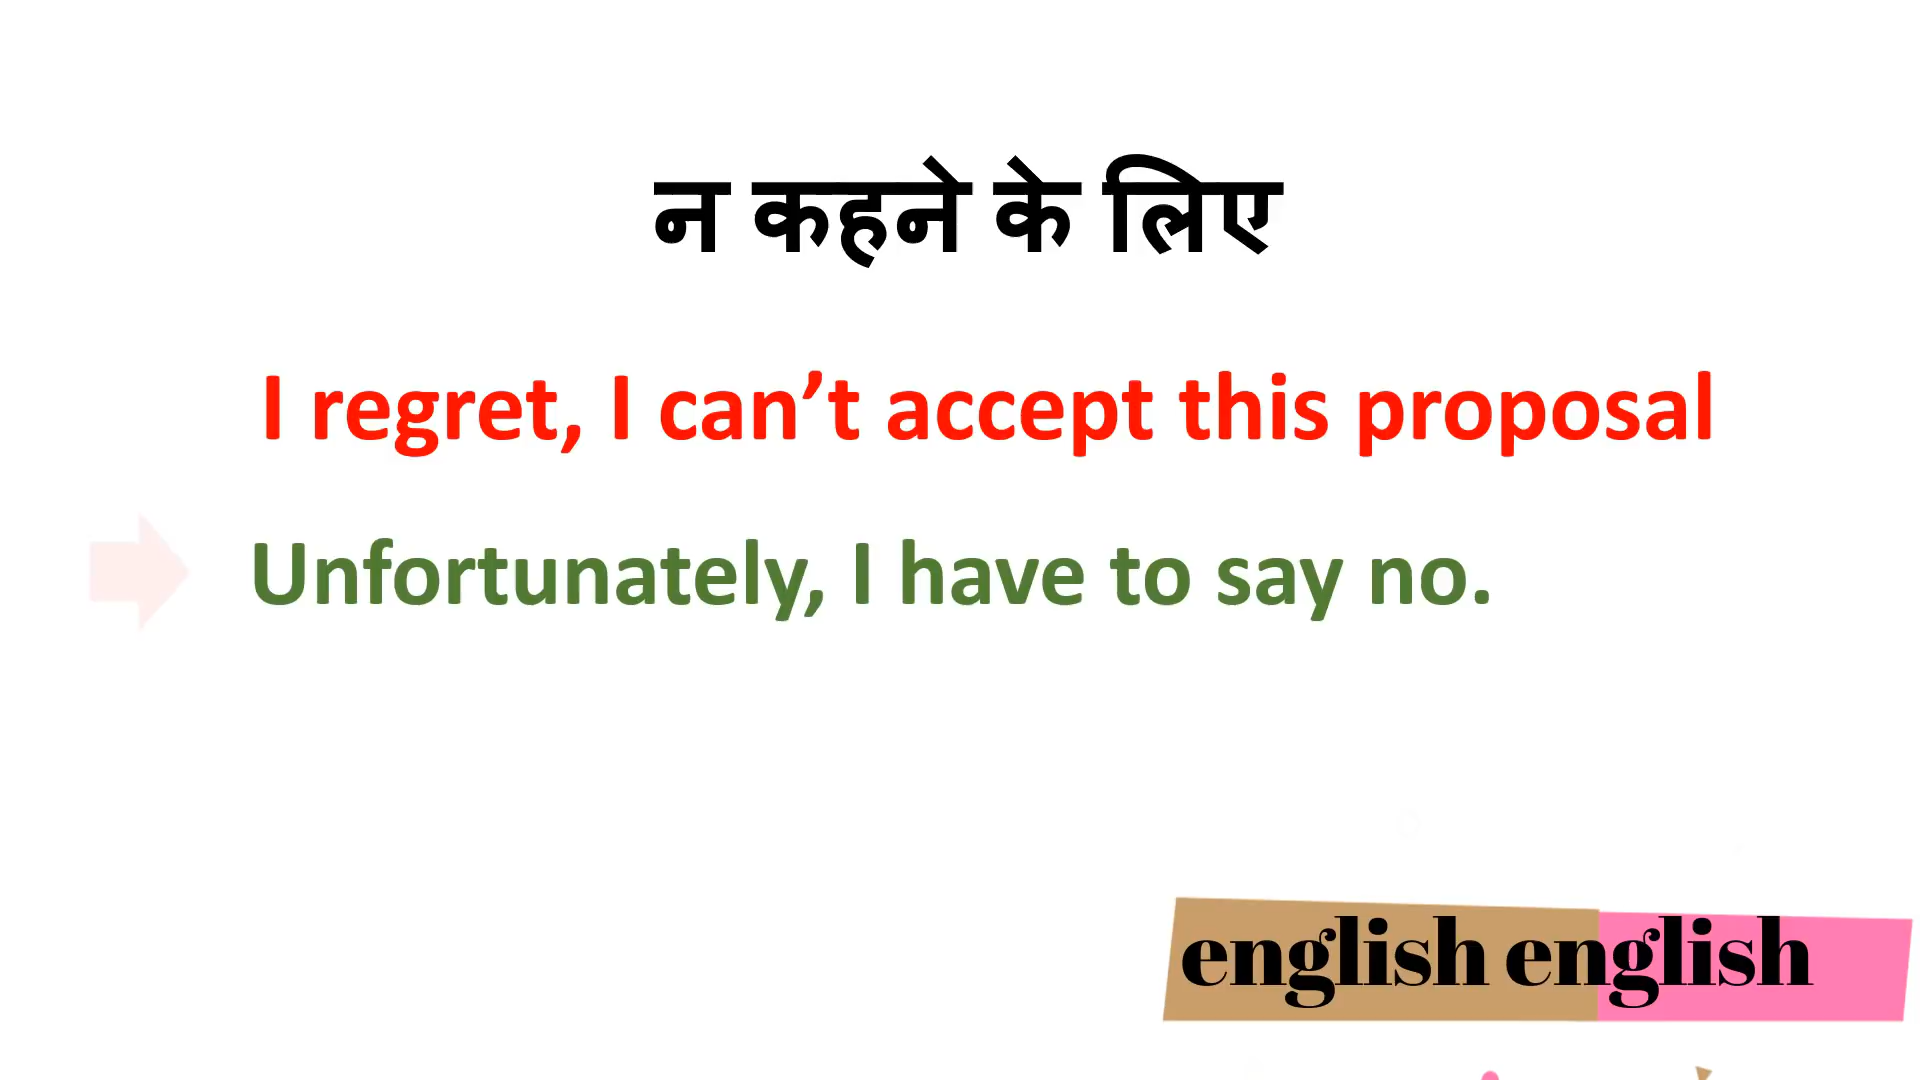 न कहने के लिए
I regret, I can’t accept this proposal
Unfortunately, I have to say no.
english english